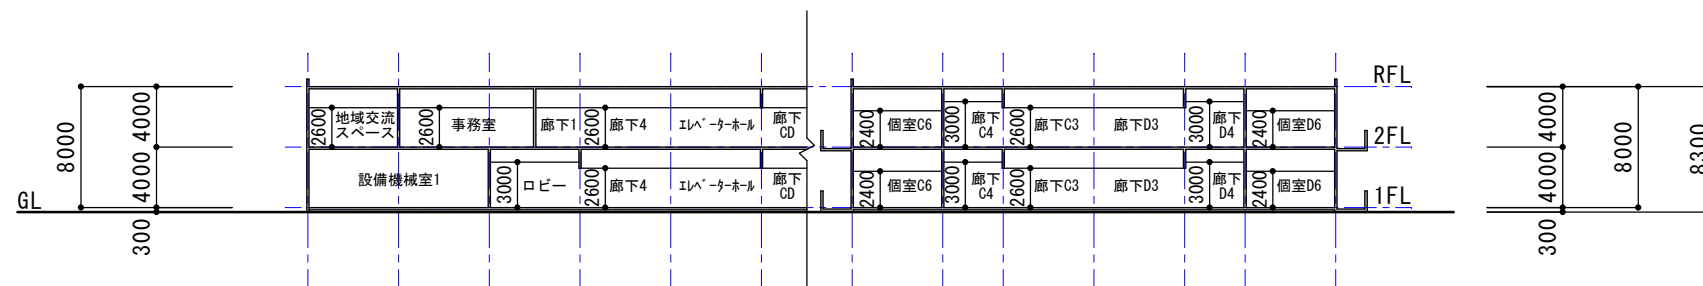 RFL
2FL
1FL
GL
8000
4000
4000
300
地域交流
スペース
2600
事務室
2600
廊下1
廊下4
2600
エレベーターホール
廊下
CD
個室C6
2400
廊下
C4
3000
廊下C3
2600
廊下D3
廊下
D4
3000
個室D6
2400
設備機械室1
ロビー
3000
廊下4
2600
エレベーターホール
廊下
CD
個室C6
2400
廊下
C4
3000
廊下C3
2600
廊下D3
廊下
D4
3000
個室D6
2400
4000
4000
300
8000
8300